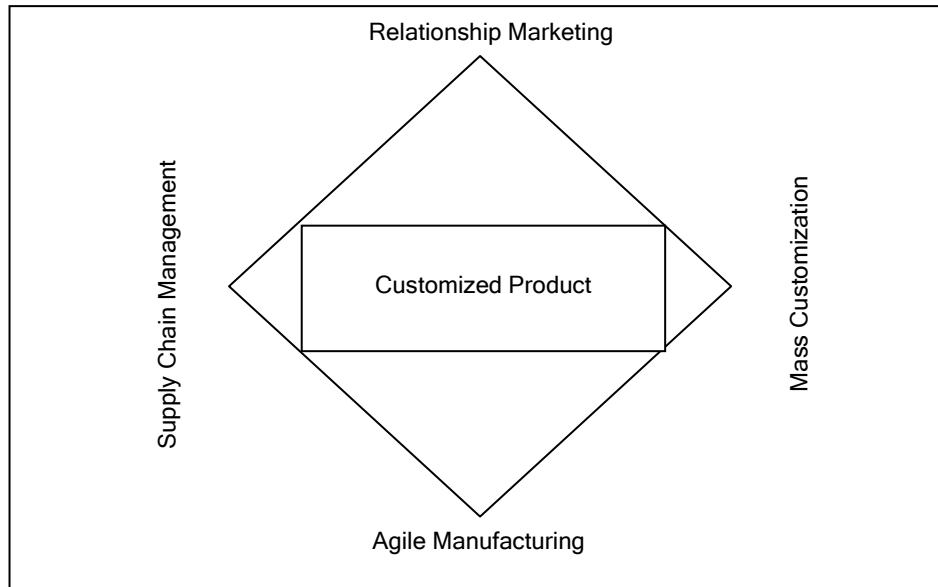 Relationship Marketing
Supply Chain Management
Customized Product
Mass Customization
Agile Manufacturing